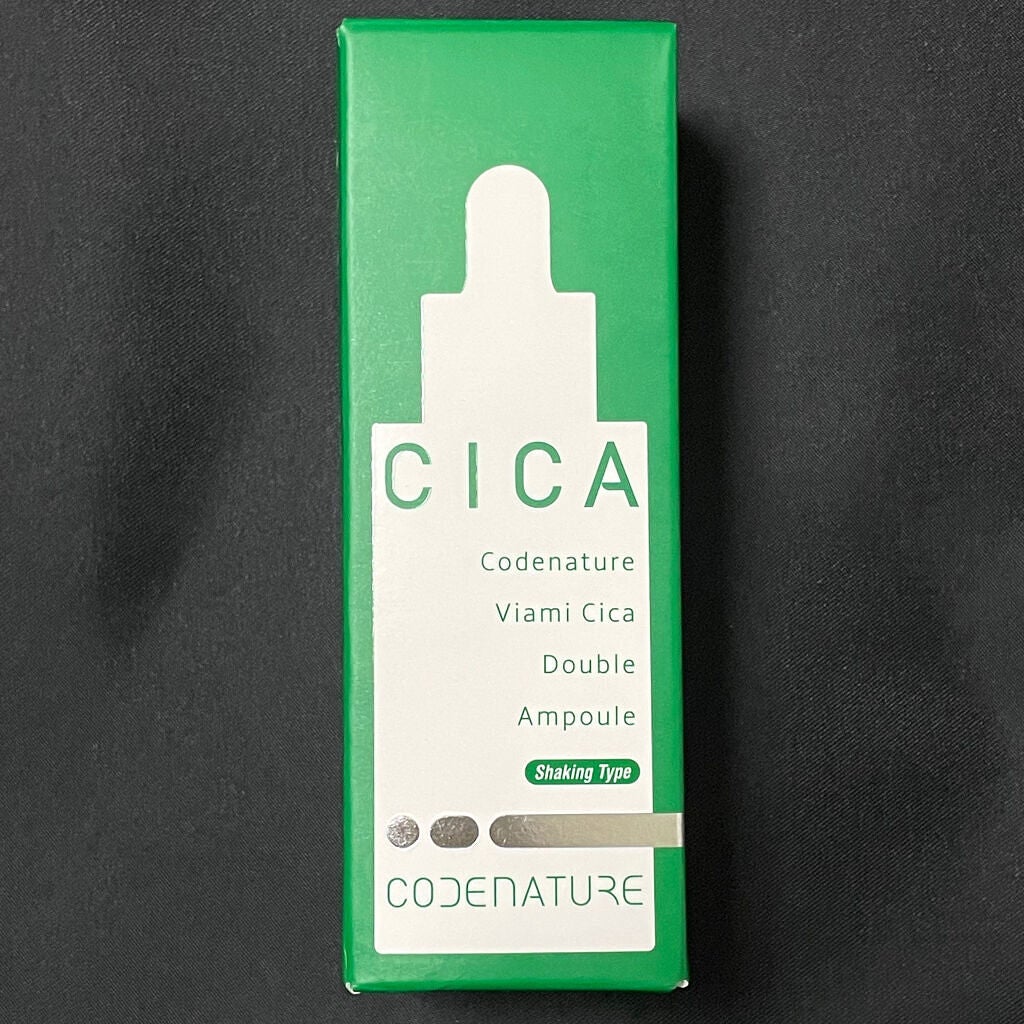 CICA
Codenature
Viami Cica
Double
Ampoule
Shaking Type
CODENATURE